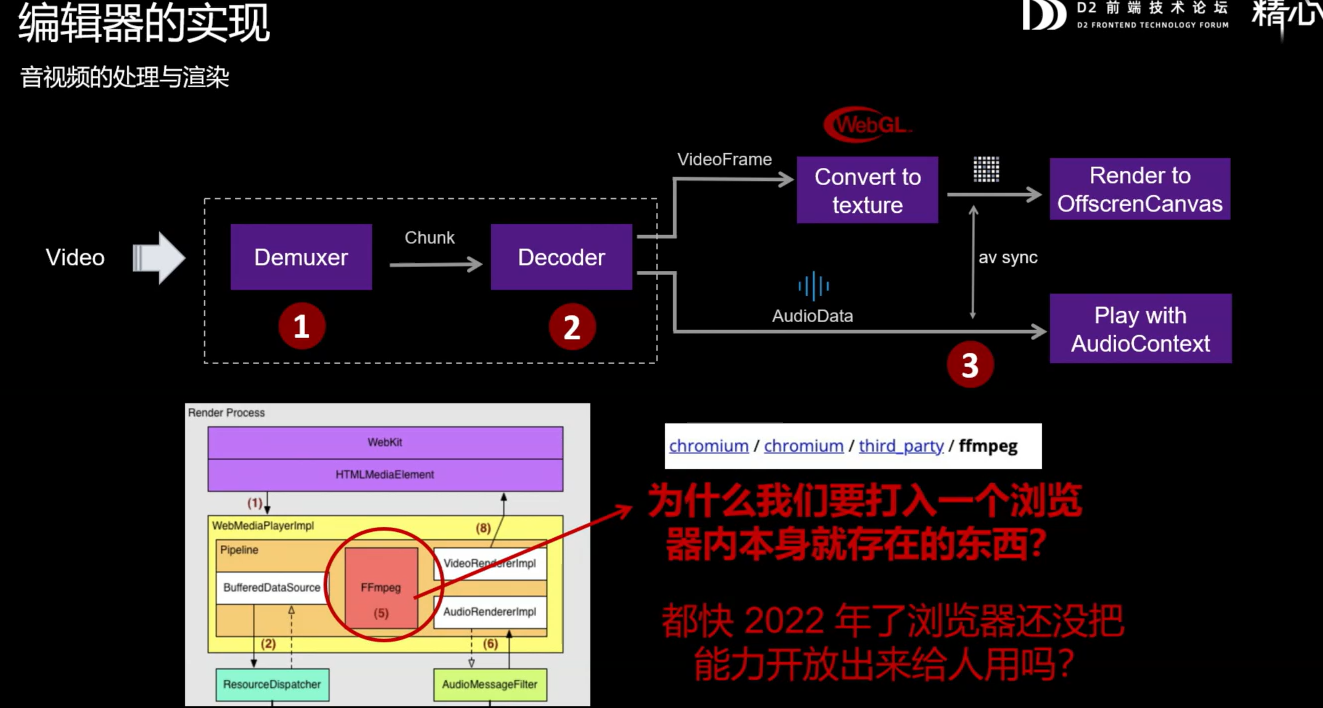 编辑器的实现
D2 前端技术论坛
D2 FRONTEND TECHNOLOGY FORUM
精心
音视频的处理与渲染
WebGL
VideoFrame
Convert to
texture
Render to
OffscrenCanvas
Video
Demuxer
Chunk
Decoder
av sync
AudioData
Play with
AudioContext
1
2
3
Render Process
WebKit
HTMLMediaElement
(1)
WebMediaPlayerImpl
(8)
Pipeline
BufferedDataSource
FFmpeg
(5)
VideoRendererImpl
AudioRendererImpl
(2)
(6)
ResourceDispatcher
AudioMessageFilter
chromium / chromium / third_party / ffmpeg
为什么我们要打入一个浏览
器内本身就存在的东西?
都快 2022 年了浏览器还没把
能力开放出来给人用吗?